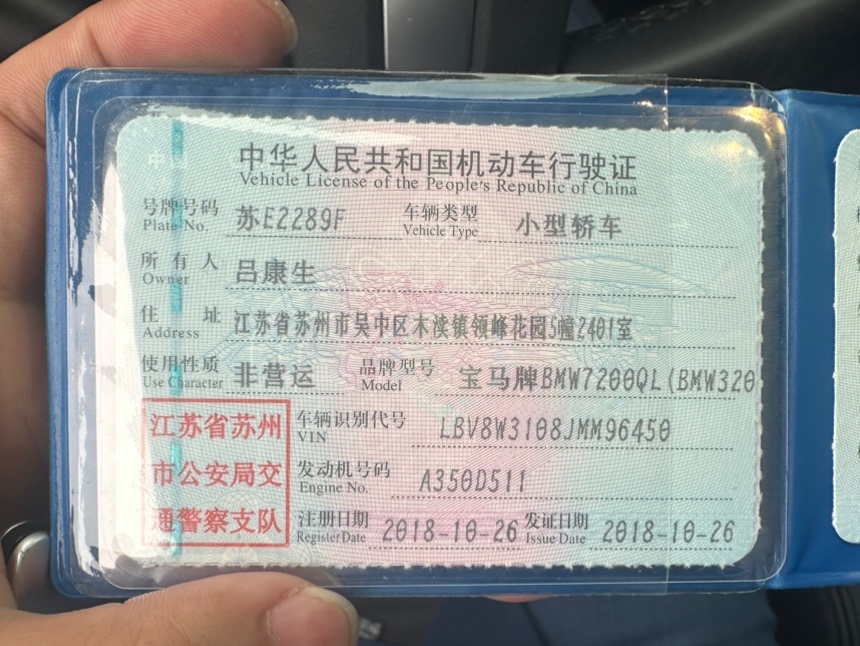 中华人民共和国机动车行驶证
Vehicle License of the People's Republic of China
号牌号码 苏E2289F 车辆类型 小型轿车
Plate No. Vehicle Type
所有人 吕康生
Owner
住址 江苏省苏州市吴中区木渎镇领峰花园5幢2401室
Address
使用性质 非营运 品牌型号 宝马牌BMW7200QL(BMW320
Use Character Model
江苏省苏州 车辆识别代号 LBV8W3108JMM96450
VIN
市公安局交 发动机号码 A350D511
Engine No.
通警察支队 注册日期 2018-10-26 发证日期 2018-10-26
Register Date Issue Date